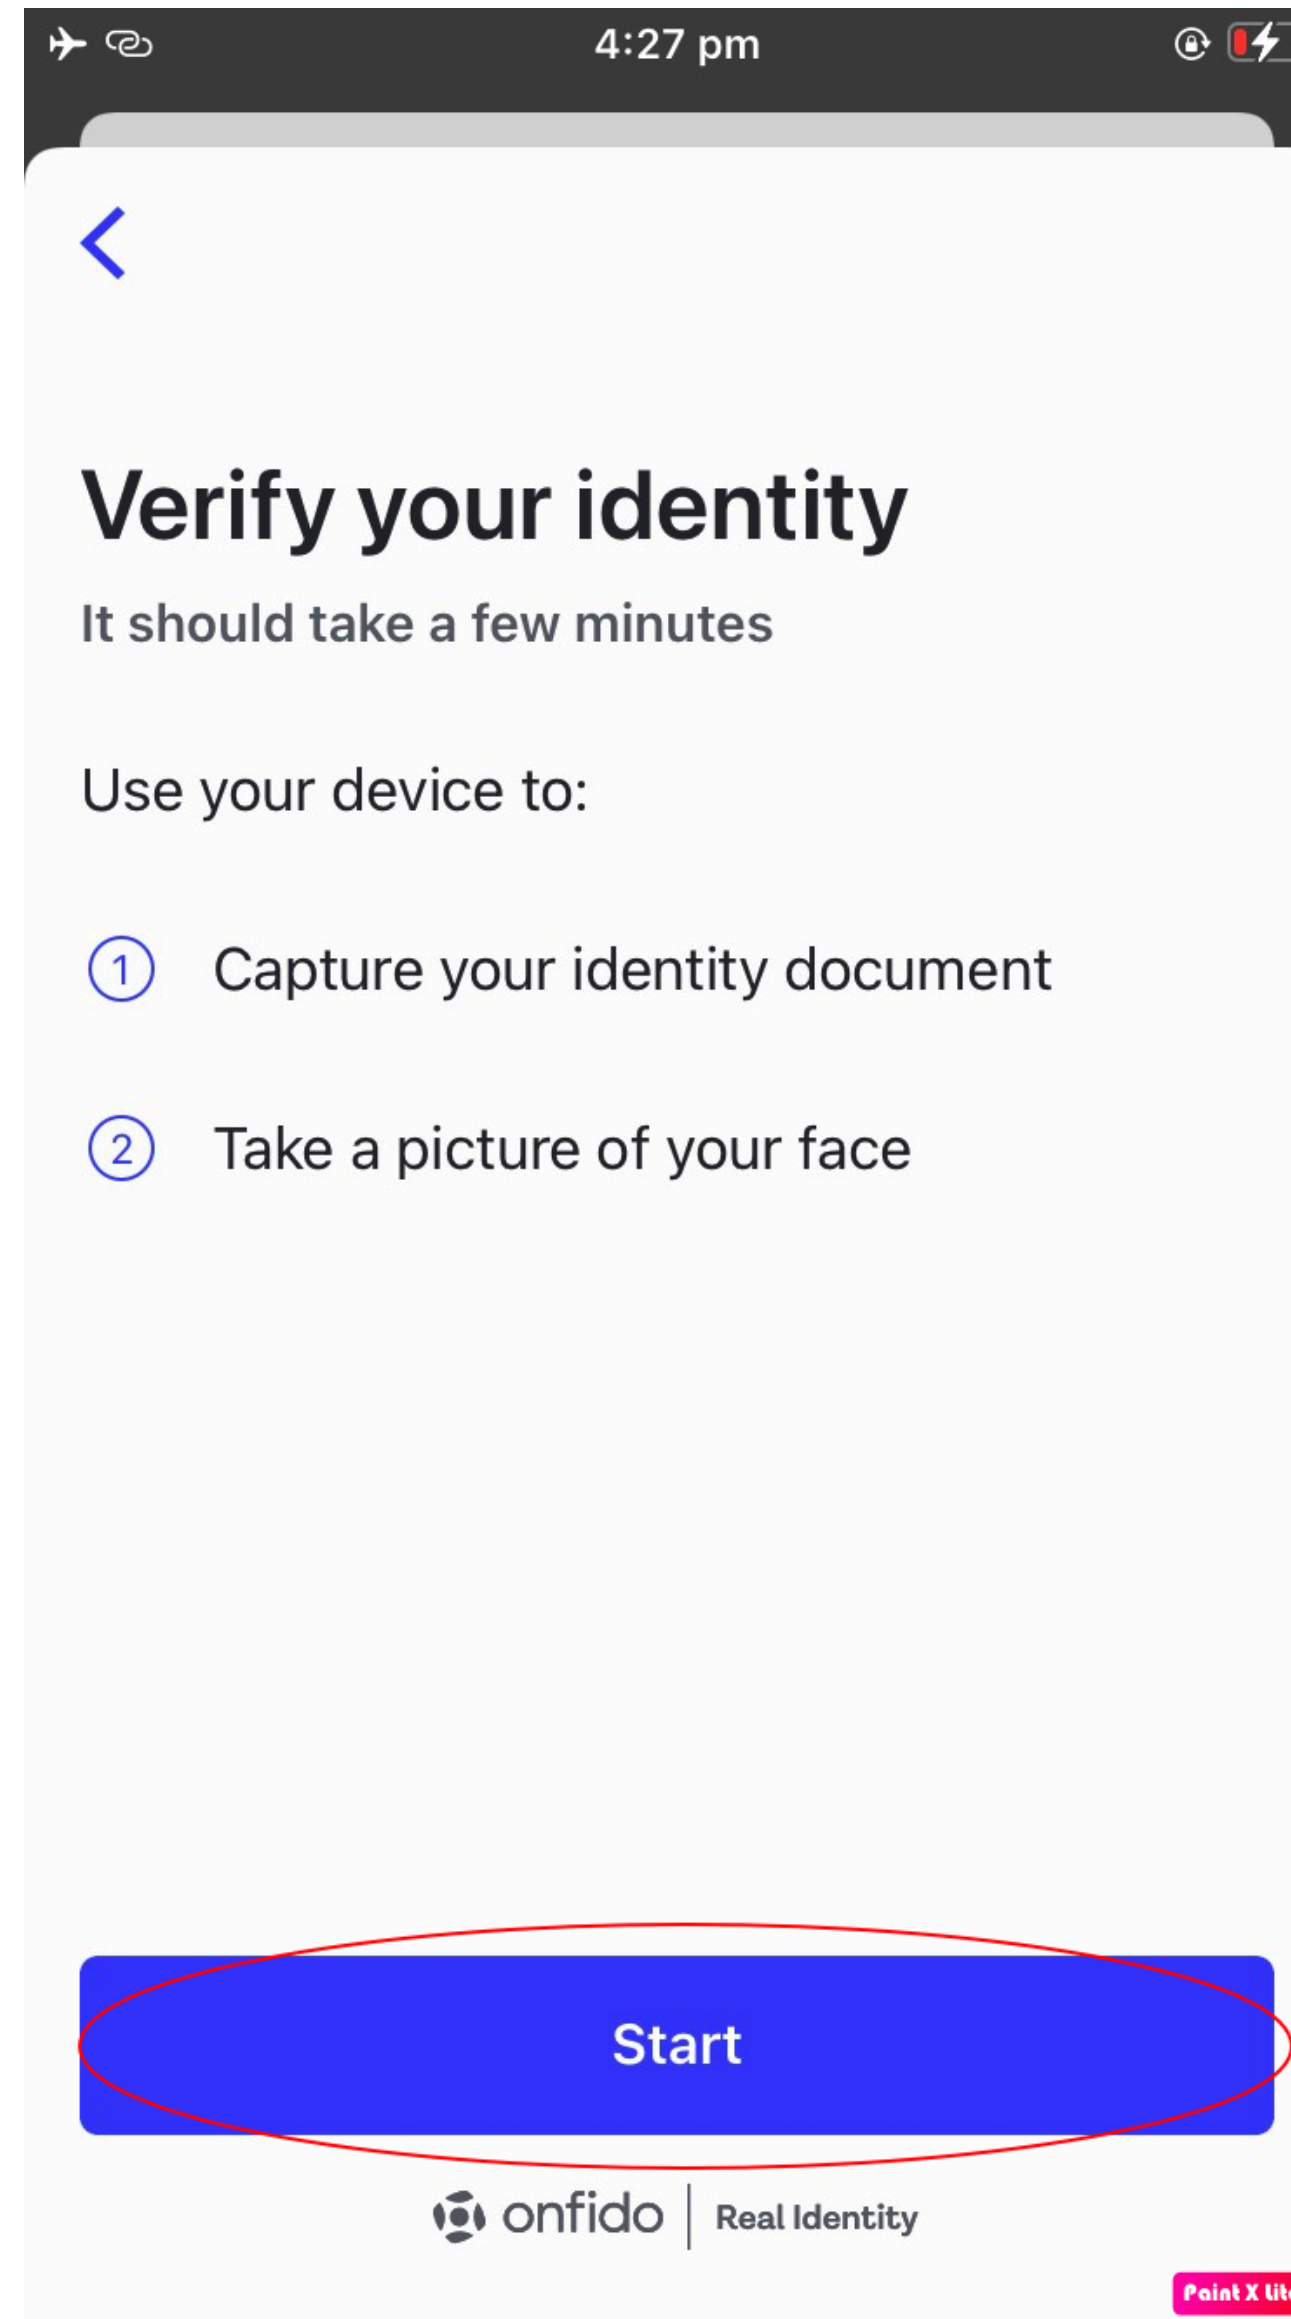 4:27 pm
Verify your identity
It should take a few minutes
Use your device to:
1 Capture your identity document
2 Take a picture of your face
Start
onfido | Real Identity
Paint X Lite